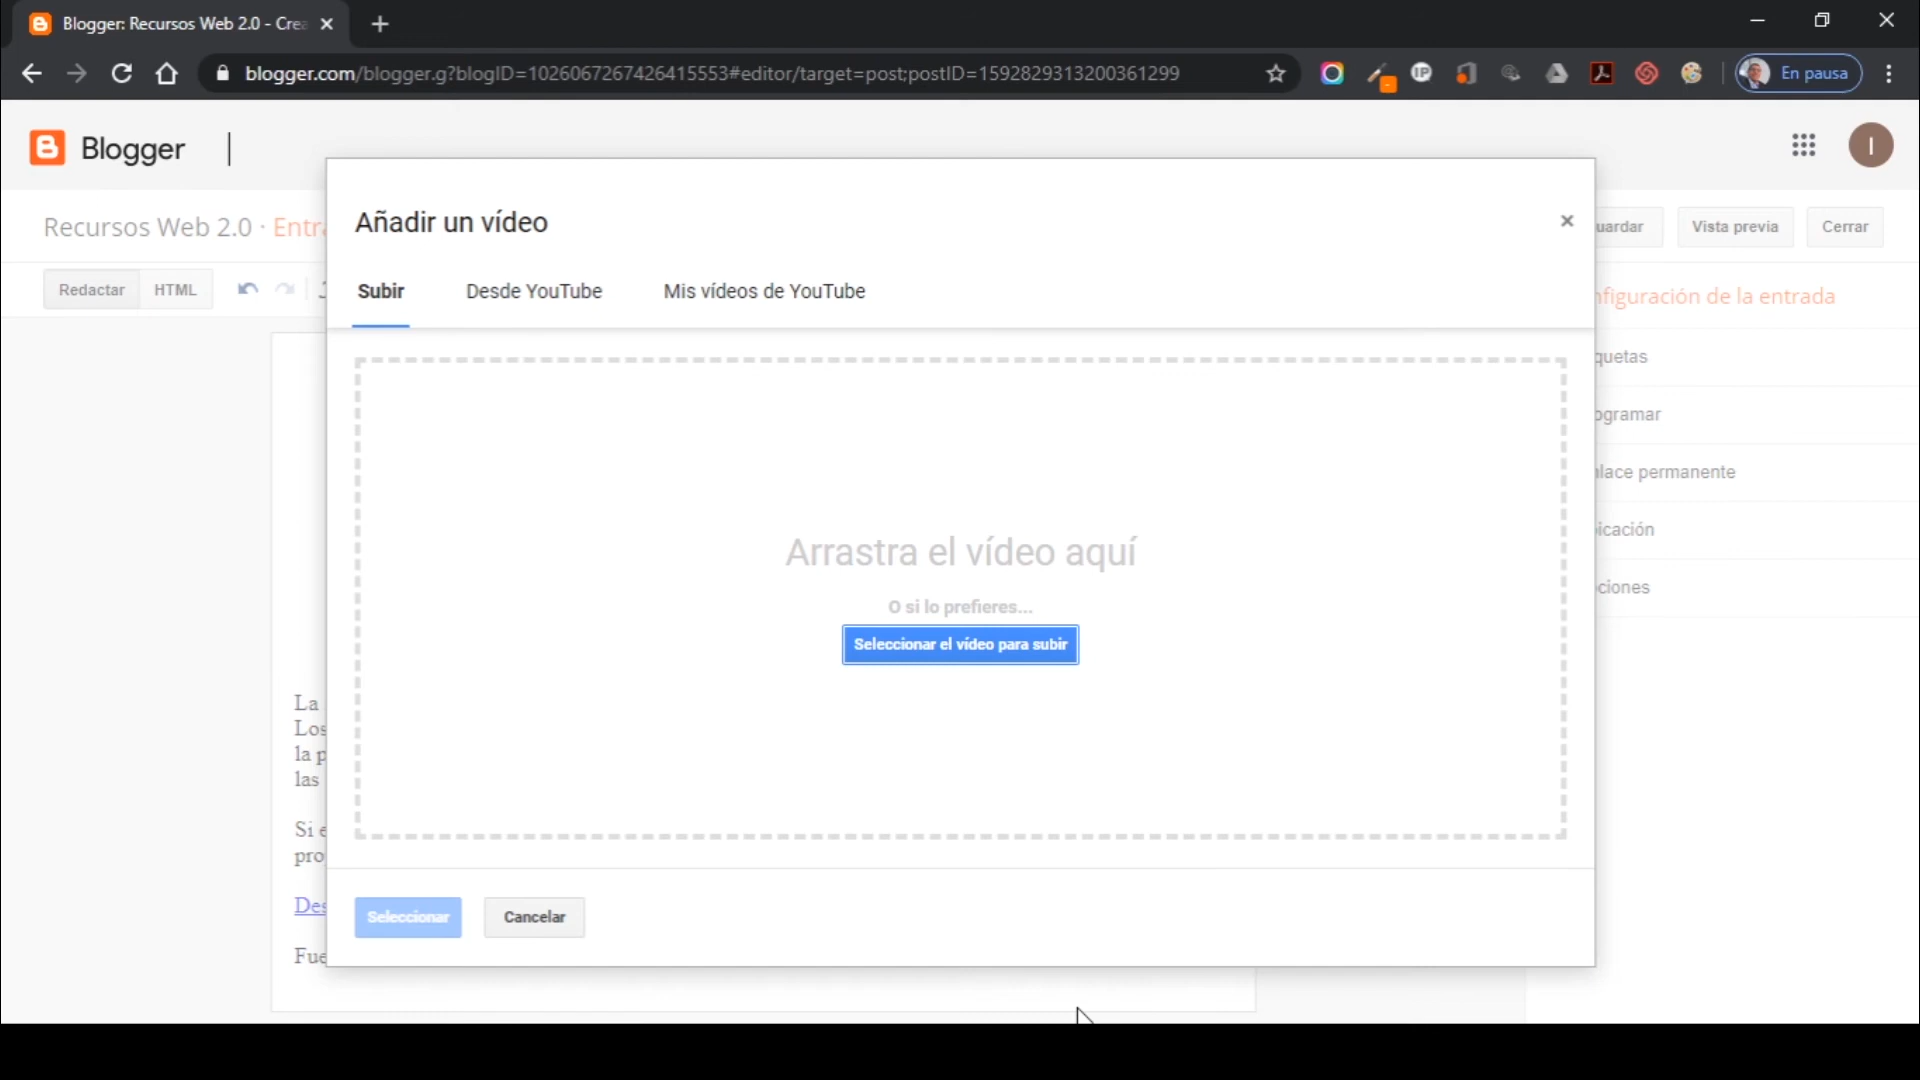 Blogger: Recursos Web 2.0 - Crea
blogger.com/blogger.g?blogID=1026067267426415553#editor/target=post;postID=1592829313200361299
En pausa
Blogger
I
Recursos Web 2.0 · Entra
uardar
Vista previa
Cerrar
Añadir un vídeo
Redactar
HTML
Subir
Desde YouTube
Mis vídeos de YouTube
nfiguración de la entrada
quetas
ogramar
nlace permanente
icación
ciones
Arrastra el vídeo aquí
O si lo prefieres...
Seleccionar el vídeo para subir
La
Los
la p
las
Si e
pro
Des
Fue
Seleccionar
Cancelar